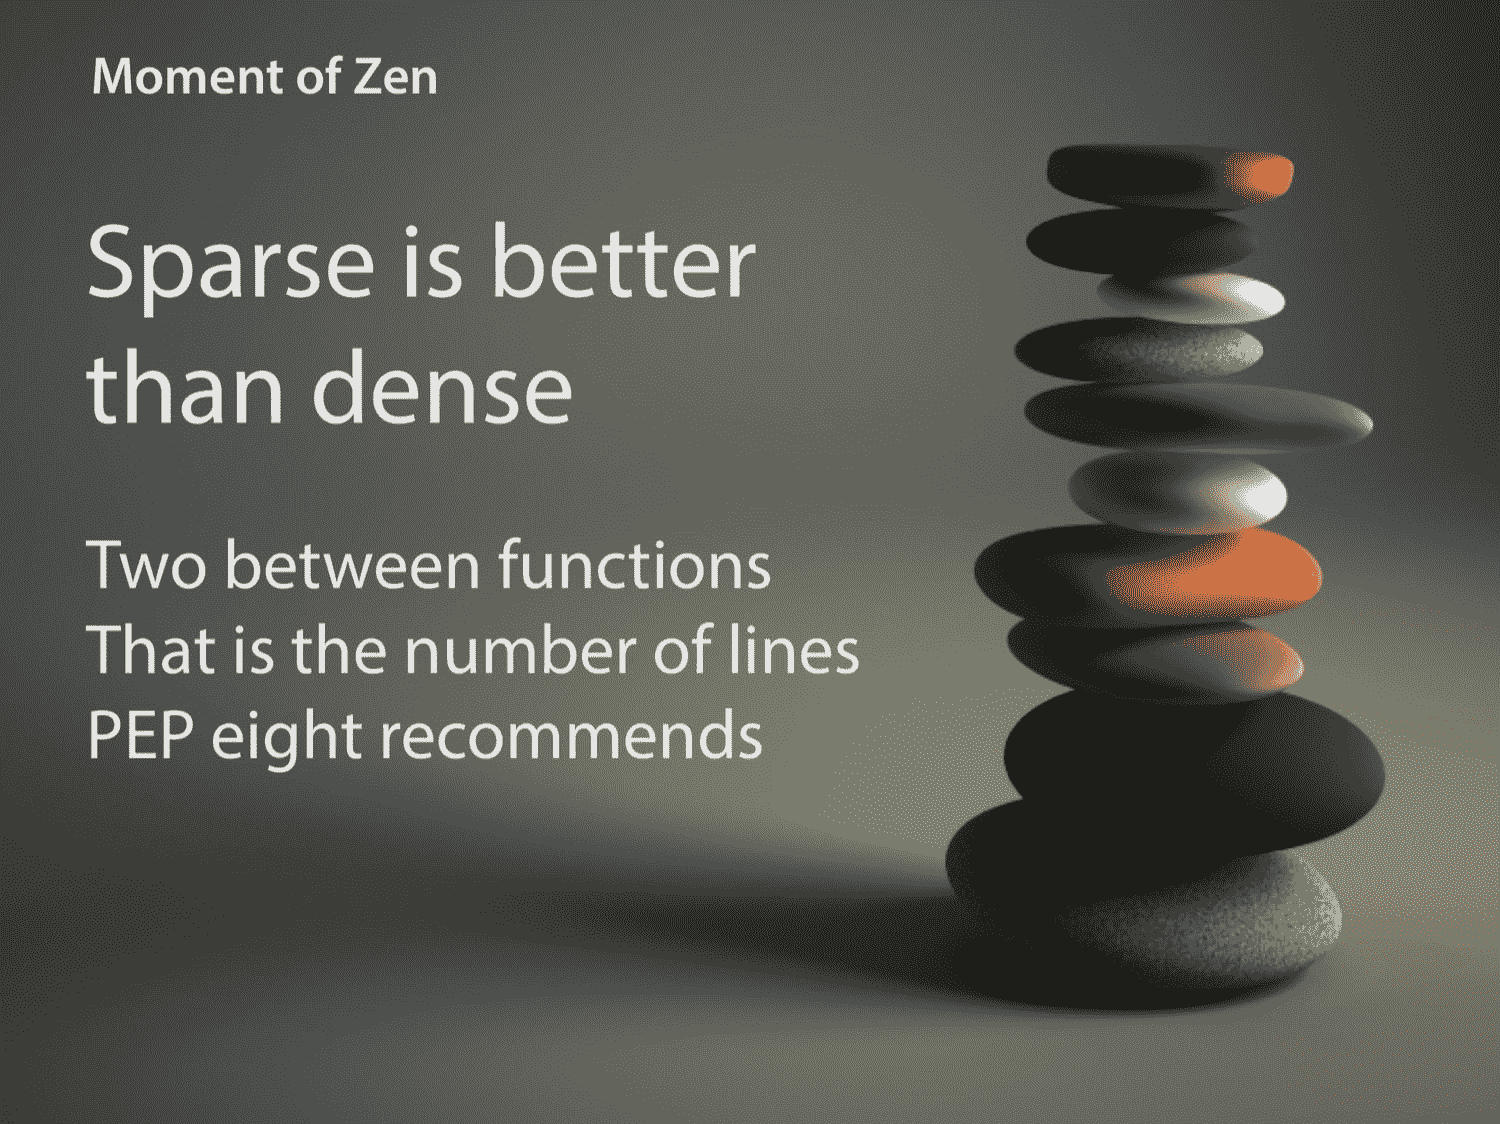 Moment of Zen
Sparse is better
than dense
Two between functions
That is the number of lines
PEP eight recommends